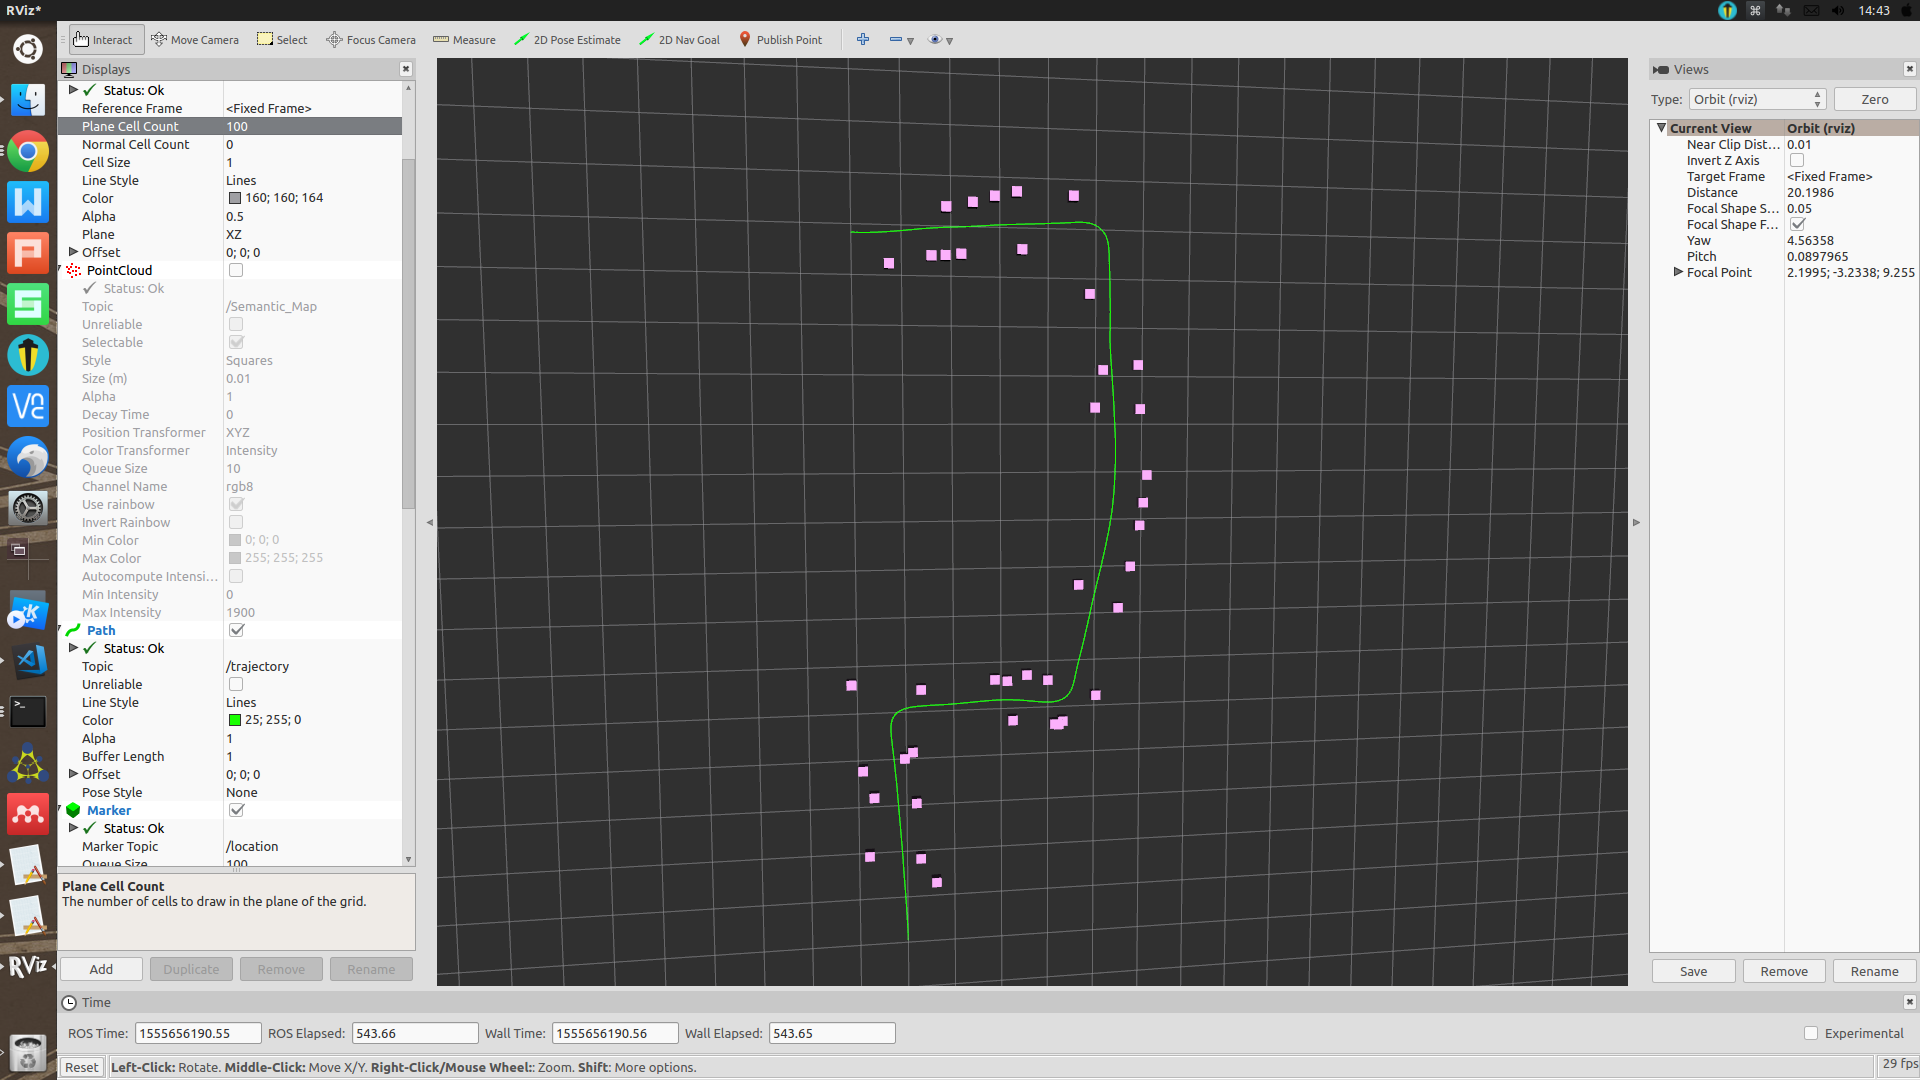 RViz*
14:43
Interact
Move Camera
Select
Focus Camera
Measure
2D Pose Estimate
2D Nav Goal
Publish Point
Displays
Status: Ok
Reference Frame <Fixed Frame>
Plane Cell Count 100
Normal Cell Count 0
Cell Size 1
Line Style Lines
Color 160; 160; 164
Alpha 0.5
Plane XZ
Offset 0; 0; 0
PointCloud
Status: Ok
Topic /Semantic_Map
Unreliable
Selectable
Style Squares
Size (m) 0.01
Alpha 1
Decay Time 0
Position Transformer XYZ
Color Transformer Intensity
Queue Size 10
Channel Name rgb8
Use rainbow
Invert Rainbow
Min Color 0; 0; 0
Max Color 255; 255; 255
Autocompute Intensi...
Min Intensity 0
Max Intensity 1900
Path
Status: Ok
Topic /trajectory
Unreliable
Line Style Lines
Color 25; 255; 0
Alpha 1
Buffer Length 1
Offset 0; 0; 0
Pose Style None
Marker
Status: Ok
Marker Topic /location
Queue Size 100
Plane Cell Count
The number of cells to draw in the plane of the grid.
Add
Duplicate
Remove
Rename
Views
Type: Orbit (rviz) Zero
Current View Orbit (rviz)
Near Clip Dist... 0.01
Invert Z Axis
Target Frame <Fixed Frame>
Distance 20.1986
Focal Shape S... 0.05
Focal Shape F...
Yaw 4.56358
Pitch 0.0897965
Focal Point 2.1995; -3.2338; 9.255
Save
Remove
Rename
RViz
Time
ROS Time: 1555656190.55 ROS Elapsed: 543.66 Wall Time: 1555656190.56 Wall Elapsed: 543.65 Experimental
Reset
Left-Click: Rotate. Middle-Click: Move X/Y. Right-Click/Mouse Wheel:: Zoom. Shift: More options.
29 fps